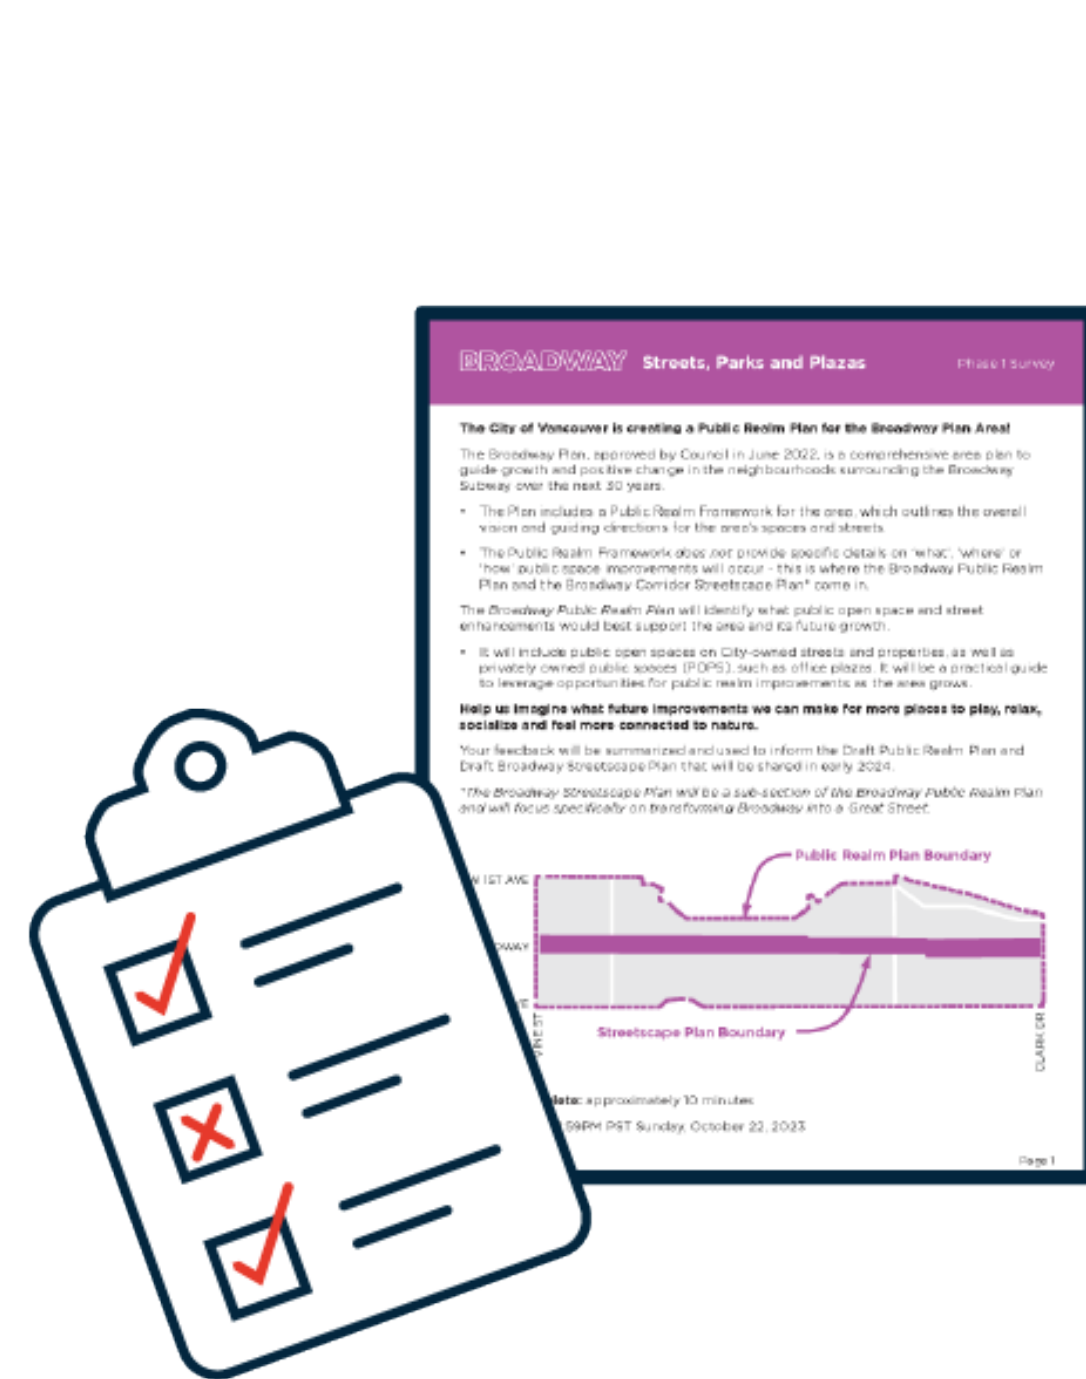 BROADWAY Streets, Parks and Plazas Phase 1 Survey
The City of Vancouver is creating a Public Realm Plan for the Broadway Plan Area!
The Broadway Plan, approved by Council in June 2022, is a comprehensive area plan to
guide growth and positive change in the neighbourhoods surrounding the Broadway
Subway over the next 30 years.
• The Plan includes a Public Realm Framework for the area, which outlines the overall
vision and guiding directions for the area's spaces and streets.
• The Public Realm Framework does not provide specific details on 'what', 'where' or
'how' public space improvements will occur - this is where the Broadway Public Realm
Plan and the Broadway Corridor Streetscape Plan* come in.
The Broadway Public Realm Plan will identify what public open space and street
enhancements would best support the area and its future growth.
• It will include public open spaces on City-owned streets and properties, as well as
privately owned public spaces (POPS), such as office plazas. It will be a practical guide
to leverage opportunities for public realm improvements as the area grows.
Help us imagine what future improvements we can make for more places to play, relax,
socialize and feel more connected to nature.
Your feedback will be summarized and used to inform the Draft Public Realm Plan and
Draft Broadway Streetscape Plan that will be shared in early 2024.
*The Broadway Streetscape Plan will be a sub-section of the Broadway Public Realm Plan
and will focus specifically on transforming Broadway into a Great Street.
Public Realm Plan Boundary
W 1ST AVE
DWAY
Streetscape Plan Boundary
VINE ST
CLARK DR
lete: approximately 10 minutes
:59PM PST Sunday, October 22, 2023
Page 1